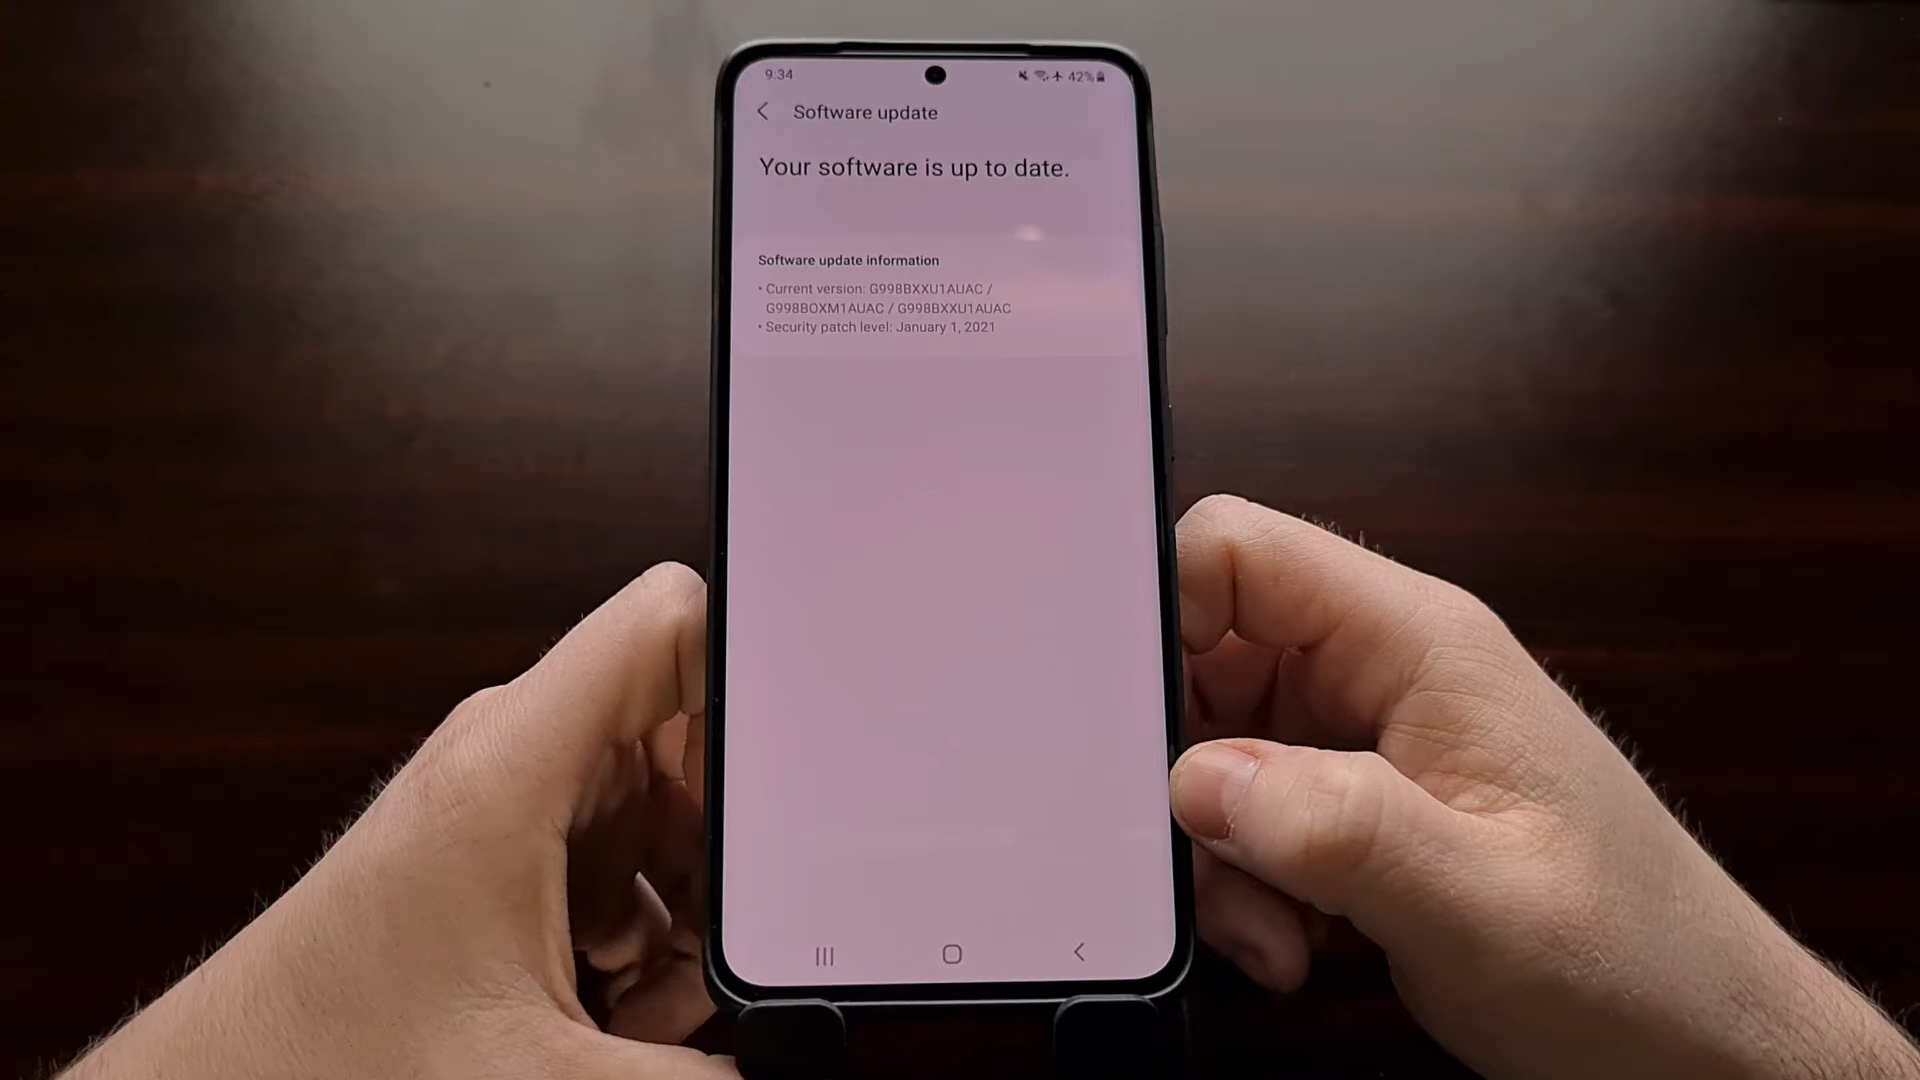 9:34
42%
Software update
Your software is up to date.
Software update information
• Current version: G998BXXU1AUAC /
G998BOXM1AUAC / G998BXXU1AUAC
• Security patch level: January 1, 2021